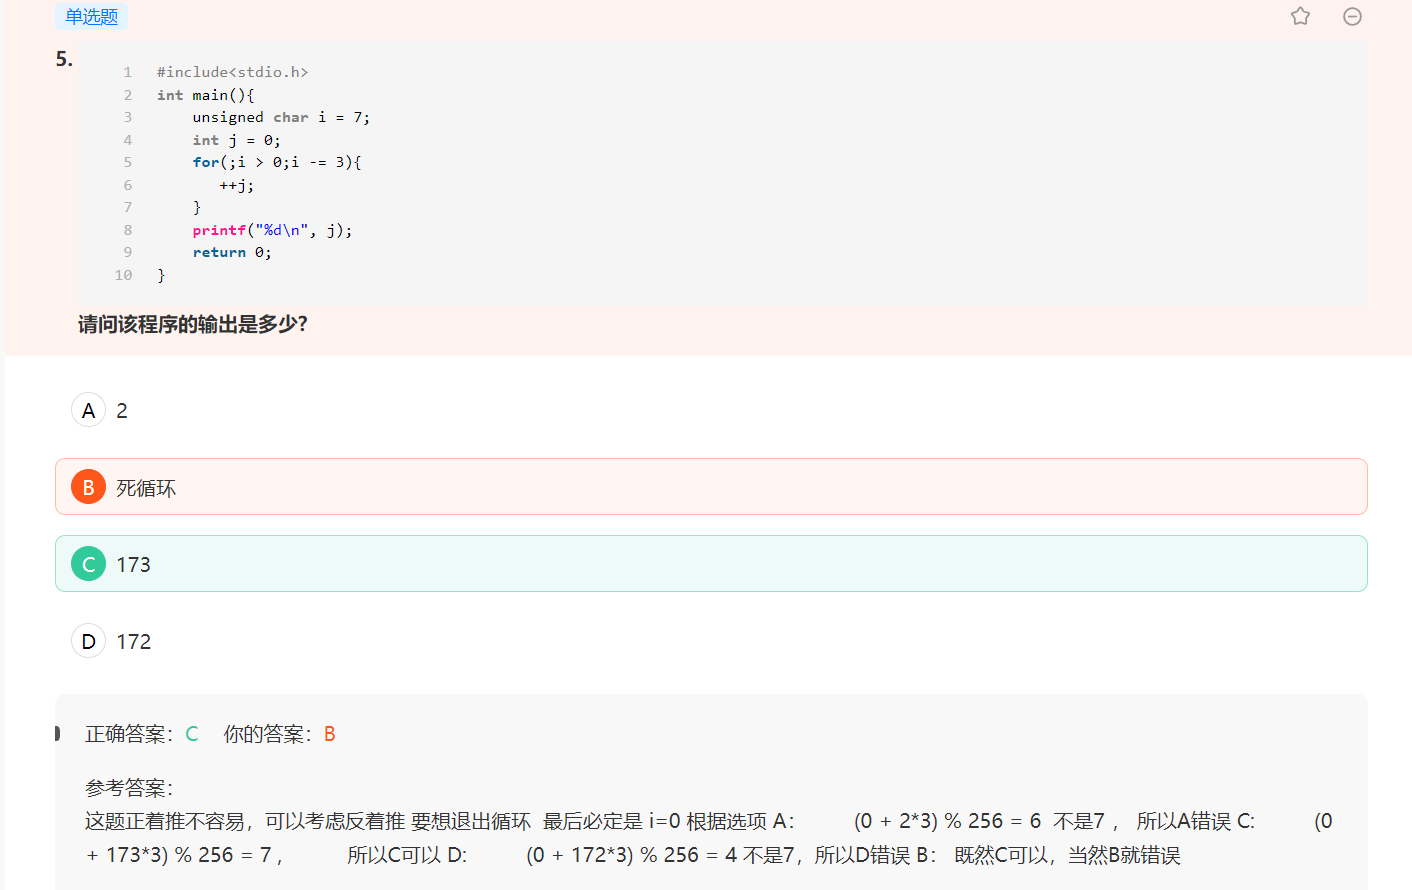 单选题
5.
1 #include<stdio.h>
2 int main(){
3     unsigned char i = 7;
4     int j = 0;
5     for(;i > 0;i -= 3){
6        ++j;
7     }
8     printf("%d\n", j);
9     return 0;
10 }
请问该程序的输出是多少?
A 2
B 死循环
C 173
D 172
正确答案：C 你的答案：B
参考答案：
这题正着推不容易，可以考虑反着推 要想退出循环 最后必定是 i=0 根据选项 A： (0 + 2*3) % 256 = 6 不是7 ， 所以A错误 C: (0
+ 173*3) % 256 = 7 ， 所以C可以 D: (0 + 172*3) % 256 = 4 不是7，所以D错误 B： 既然C可以，当然B就错误